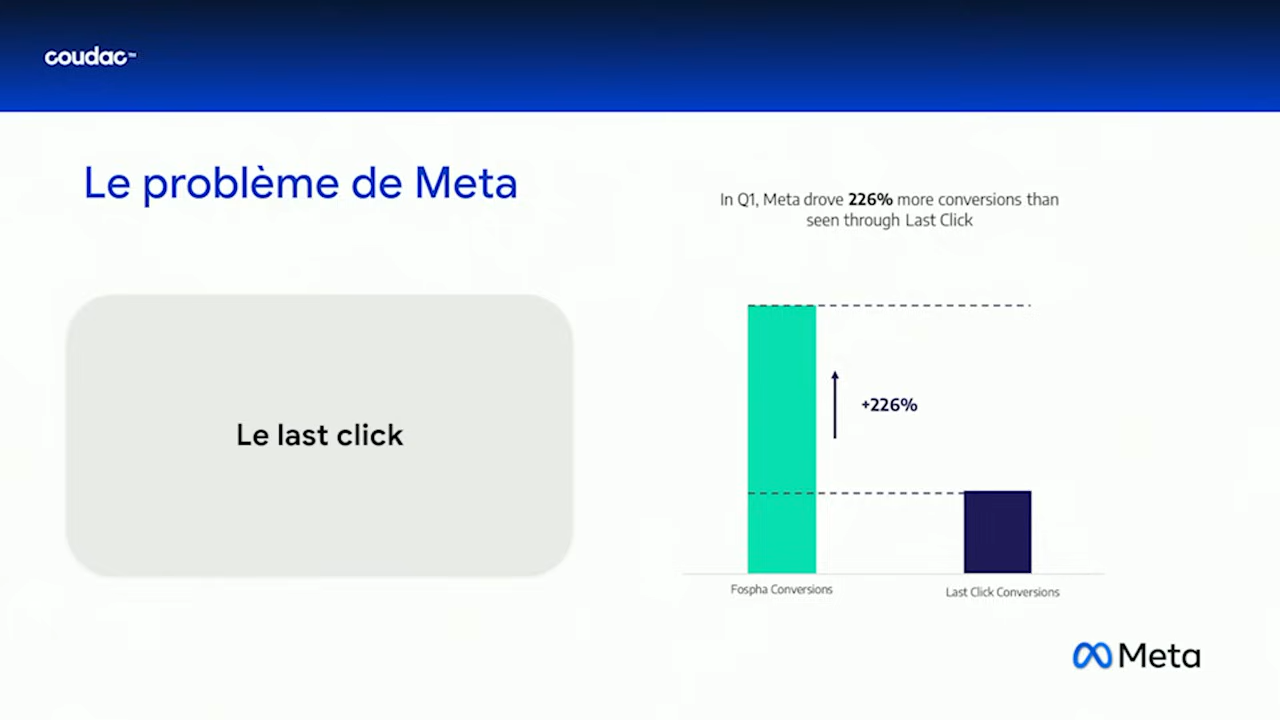 coudac™
Le problème de Meta
In Q1, Meta drove 226% more conversions than
seen through Last Click
Le last click
+226%
Fospha Conversions
Last Click Conversions
Meta